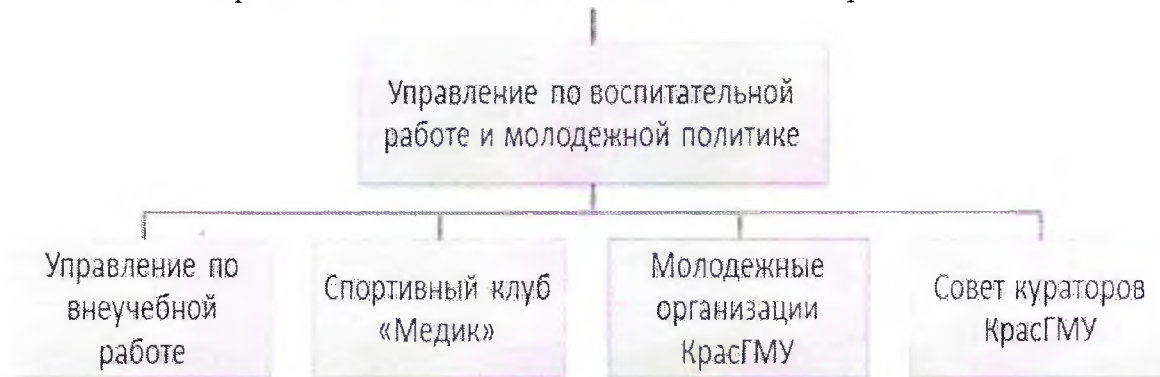 Управление по воспитательной
работе и молодежной политике
Управление по
внеучебной
работе
Спортивный клуб
«Медик»
Молодежные
организации
КрасГМУ
Совет кураторов
КрасГМУ